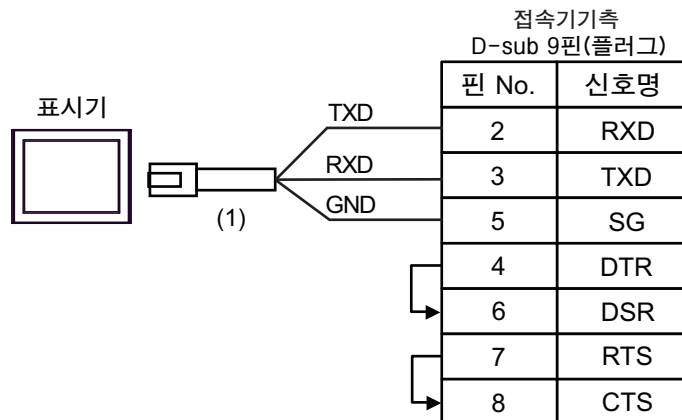 접속기기측
D-sub 9핀(플러그)
핀 No. 신호명
표시기
TXD
2 RXD
RXD
3 TXD
GND
5 SG
(1)
4 DTR
6 DSR
7 RTS
8 CTS